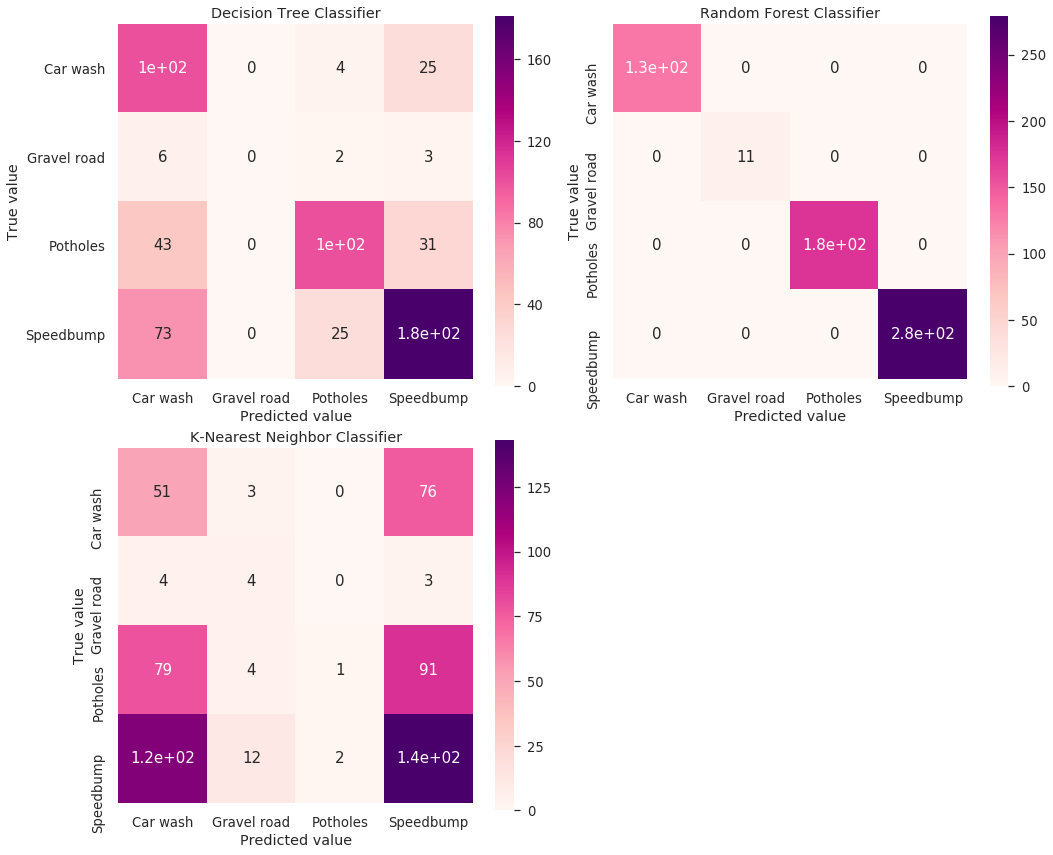 Decision Tree Classifier
Car wash 1e+02 0 4 25
Gravel road 6 0 2 3
Potholes 43 0 1e+02 31
Speedbump 73 0 25 1.8e+02
Car wash Gravel road Potholes Speedbump
Predicted value
True value
160
120
80
40
0
Random Forest Classifier
Car wash 1.3e+02 0 0 0
Gravel road 0 11 0 0
Potholes 0 0 1.8e+02 0
Speedbump 0 0 0 2.8e+02
Car wash Gravel road Potholes Speedbump
Predicted value
True value
250
200
150
100
50
0
K-Nearest Neighbor Classifier
Car wash 51 3 0 76
Gravel road 4 4 0 3
Potholes 79 4 1 91
Speedbump 1.2e+02 12 2 1.4e+02
Car wash Gravel road Potholes Speedbump
Predicted value
True value
125
100
75
50
25
0